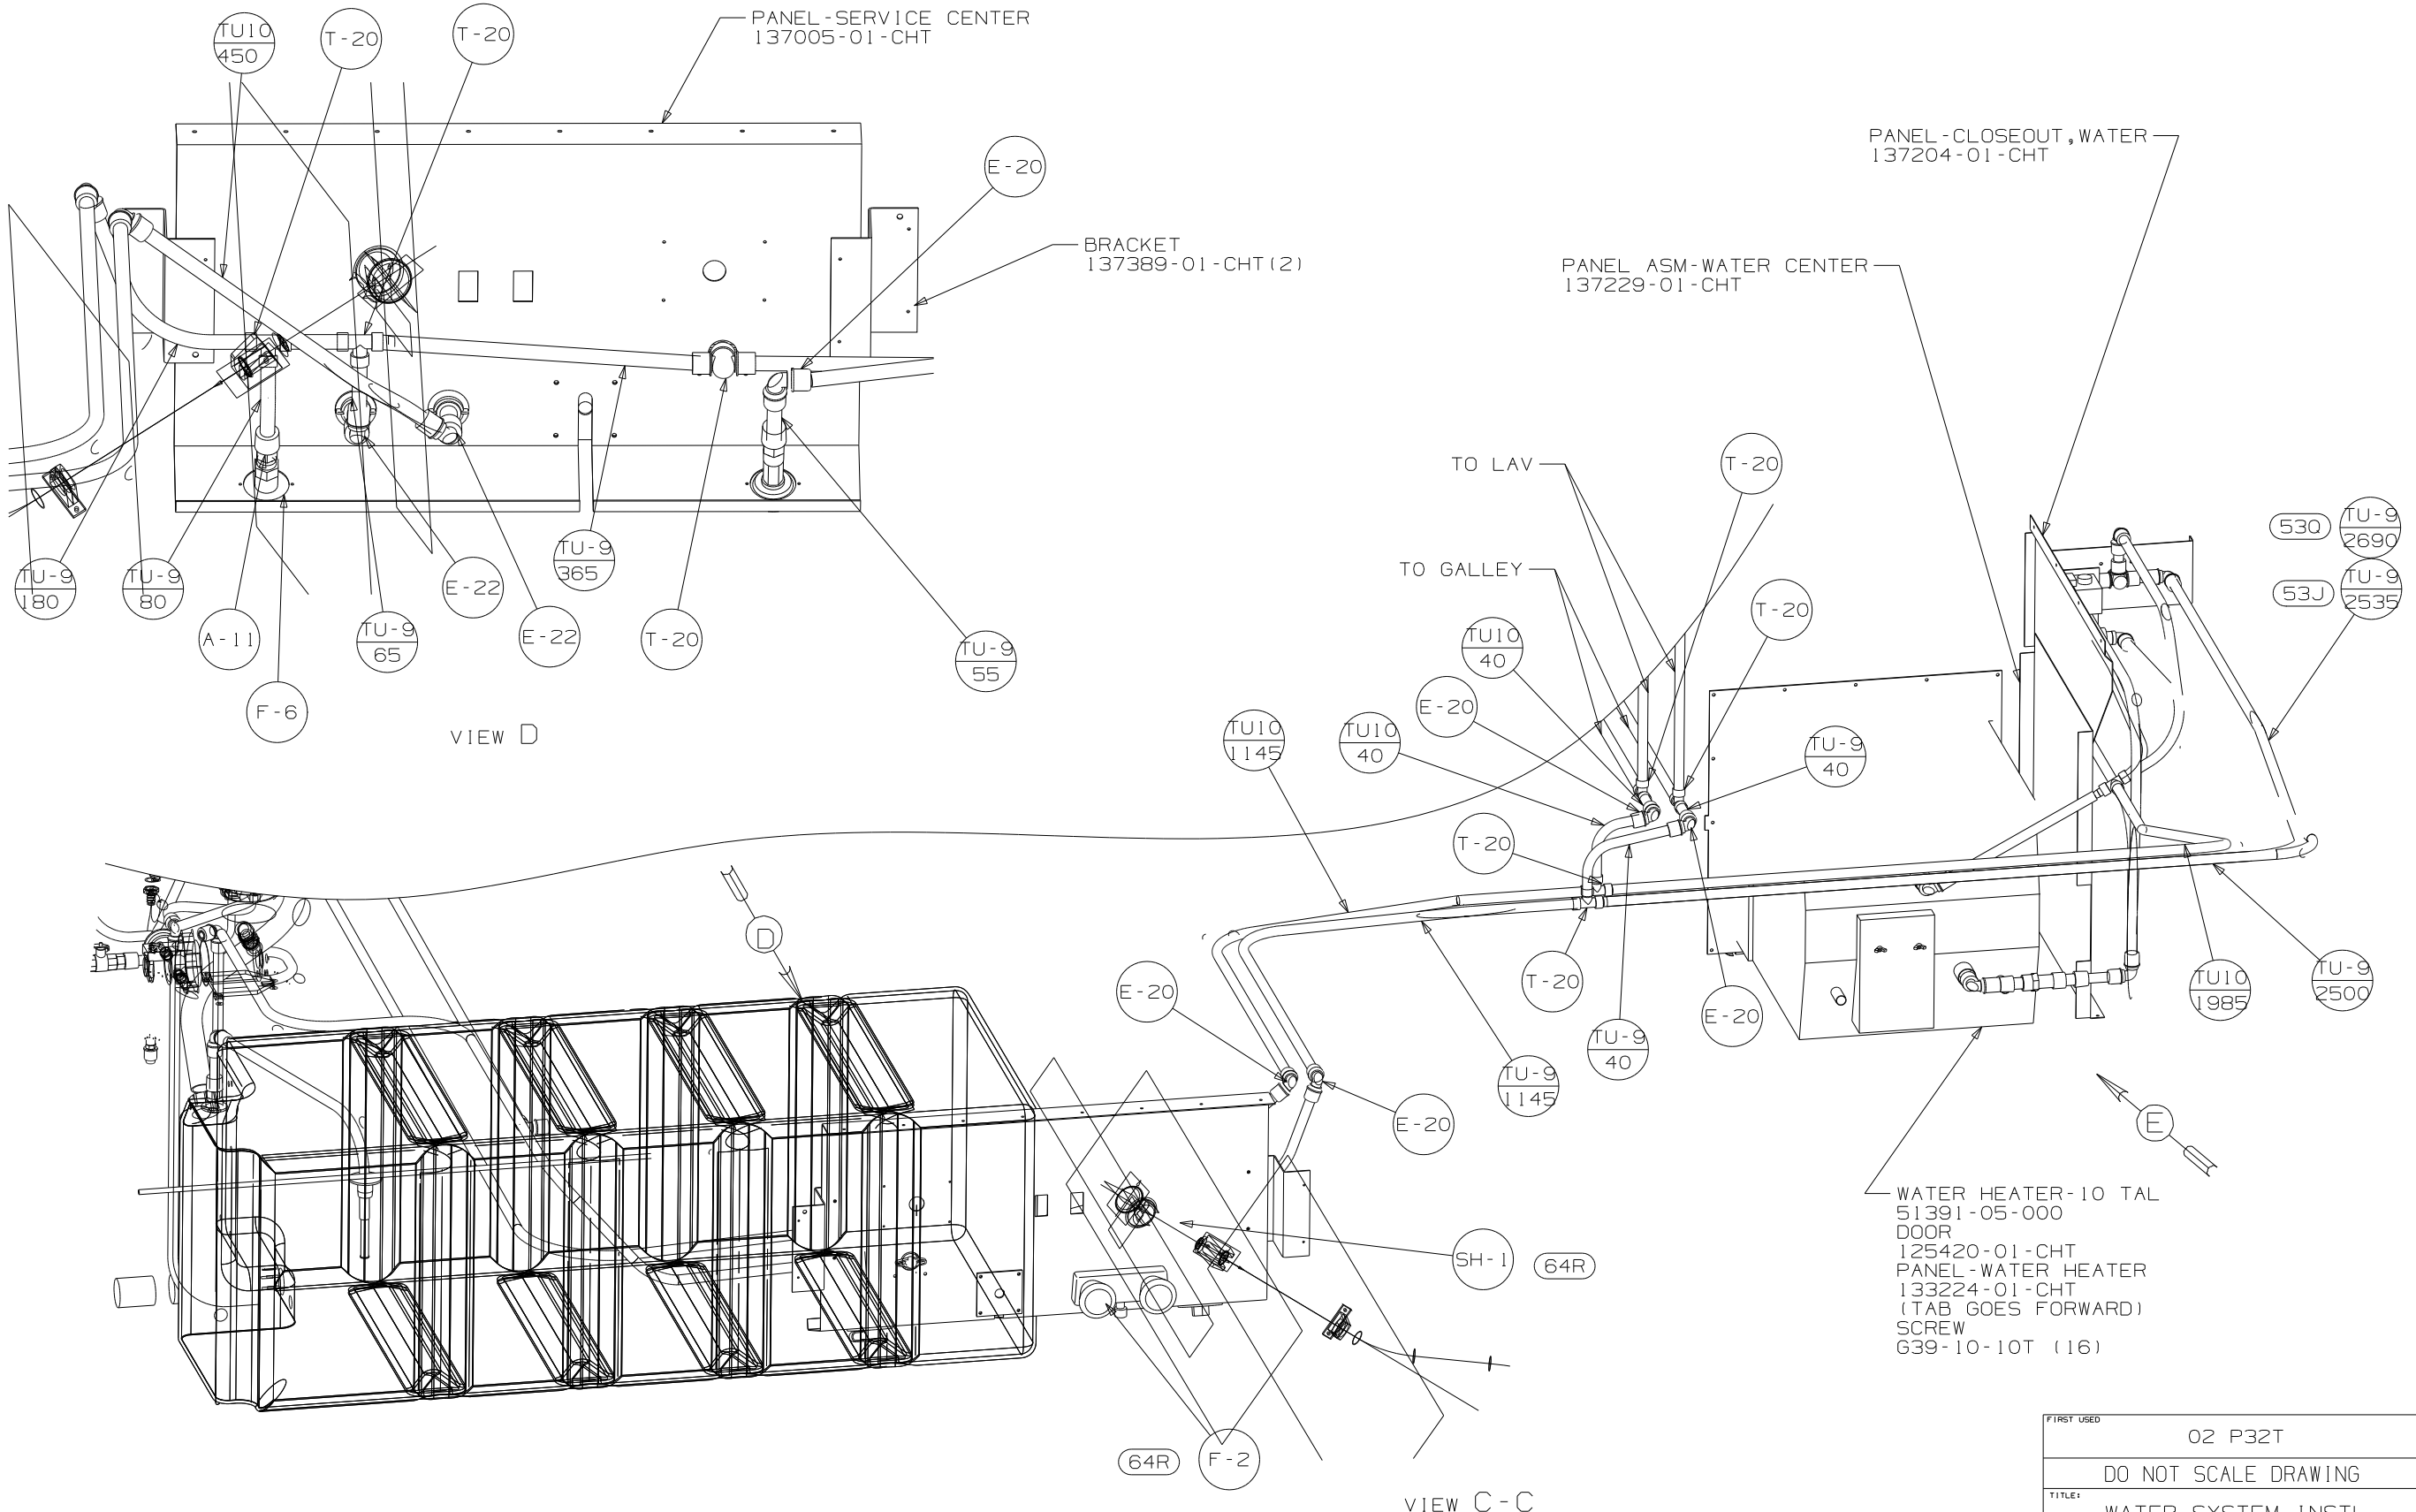 TU10
450
T-20
T-20
PANEL-SERVICE CENTER
137005-01-CHT
E-20
BRACKET
137389-01-CHT(2)
TU-9
180
TU-9
80
A-11
F-6
TU-9
65
E-22
E-22
TU-9
365
T-20
TU-9
55
VIEW D
PANEL-CLOSEOUT,WATER
137204-01-CHT
PANEL ASM-WATER CENTER
137229-01-CHT
TO LAV
T-20
TO GALLEY
T-20
TU10
40
E-20
TU10
1145
TU10
40
TU-9
40
53Q
TU-9
2690
53J
TU-9
2535
T-20
T-20
TU-9
40
E-20
TU10
1985
TU-9
2500
D
E-20
TU-9
1145
E-20
E
SH-1
64R
64R
F-2
WATER HEATER-10 TAL
51391-05-000
DOOR
125420-01-CHT
PANEL-WATER HEATER
133224-01-CHT
(TAB GOES FORWARD)
SCREW
G39-10-10T (16)
VIEW C-C
FIRST USED
02 P32T
DO NOT SCALE DRAWING
TITLE:
WATER SYSTEM INSTL